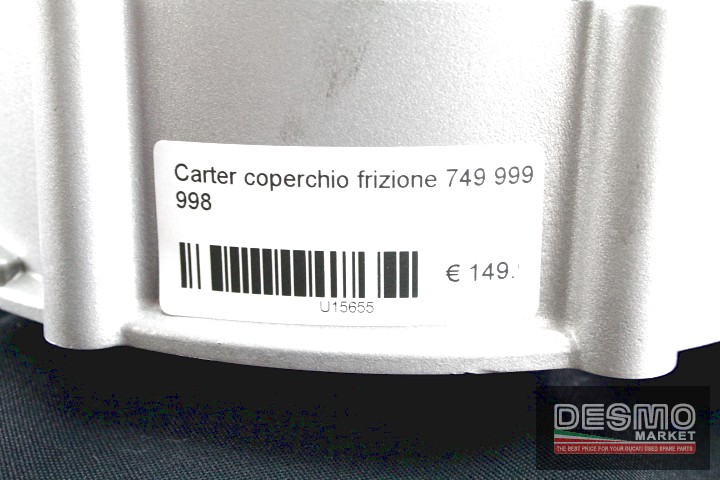 Carter coperchio frizione 749 999
998
€ 149.
U15655
DESMO
MARKET
THE BEST PRICE FOR YOUR DUCATI USED SPARE PARTS